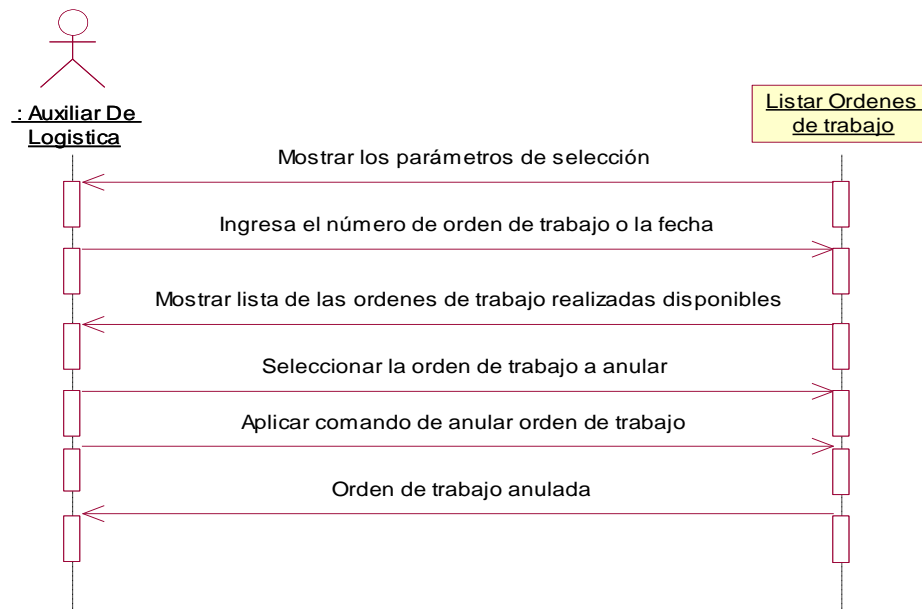 : Auxiliar De
Logistica
Listar Ordenes
de trabajo
Mostrar los parámetros de selección
Ingresa el número de orden de trabajo o la fecha
Mostrar lista de las ordenes de trabajo realizadas disponibles
Seleccionar la orden de trabajo a anular
Aplicar comando de anular orden de trabajo
Orden de trabajo anulada